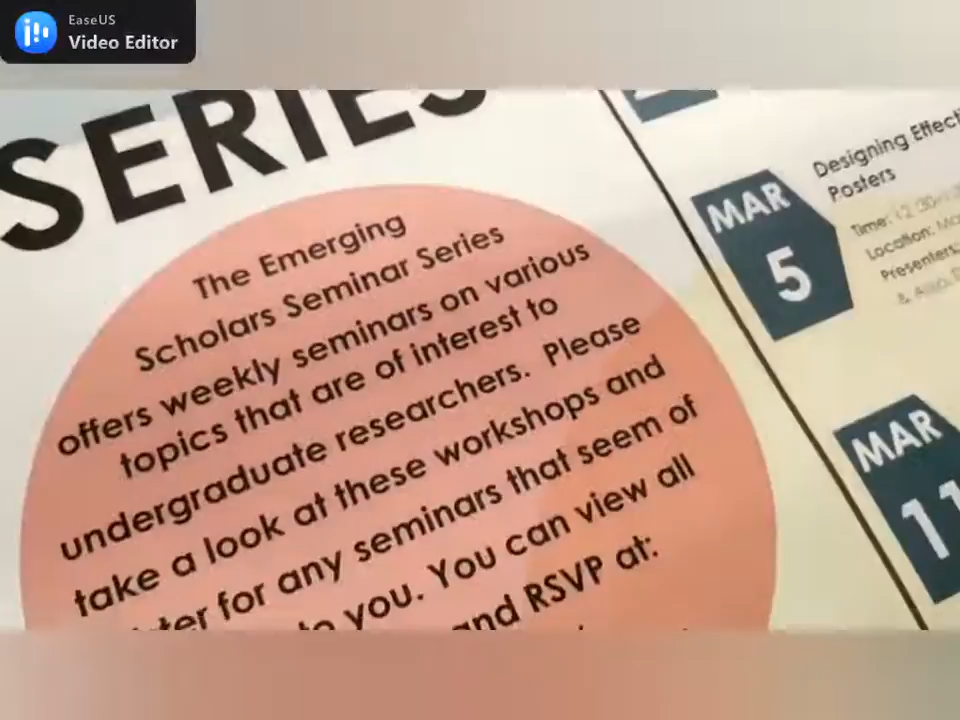 EaseUS
Video Editor
SERIES
The Emerging
Scholars Seminar Series
offers weekly seminars on various
topics that are of interest to
undergraduate researchers. Please
take a look at these workshops and
for any seminars that seem of
to you. You can view all
and RSVP at:
MAR
5
Designing
Posters
Time:
Location:
Presenters:
MAR
11